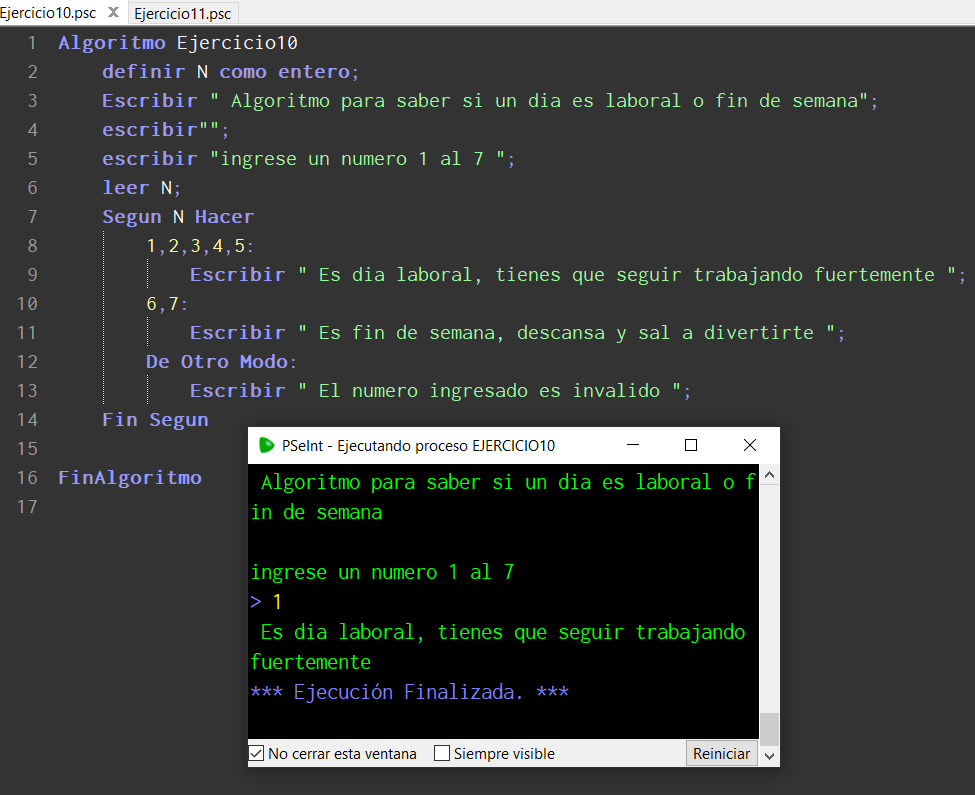 Ejercicio10.psc X Ejercicio11.psc
1 Algoritmo Ejercicio10
2 definir N como entero;
3 Escribir " Algoritmo para saber si un dia es laboral o fin de semana";
4 escribir"";
5 escribir "ingrese un numero 1 al 7 ";
6 leer N;
7 Segun N Hacer
8 1,2,3,4,5:
9 Escribir " Es dia laboral, tienes que seguir trabajando fuertemente ";
10 6,7:
11 Escribir " Es fin de semana, descansa y sal a divertirte ";
12 De Otro Modo:
13 Escribir " El numero ingresado es invalido ";
14 Fin Segun
15
16 FinAlgoritmo
17
PSeInt - Ejecutando proceso EJERCICIO10
Algoritmo para saber si un dia es laboral o f
in de semana
ingrese un numero 1 al 7
> 1
Es dia laboral, tienes que seguir trabajando
fuertemente
*** Ejecución Finalizada. ***
No cerrar esta ventana Siempre visible Reiniciar